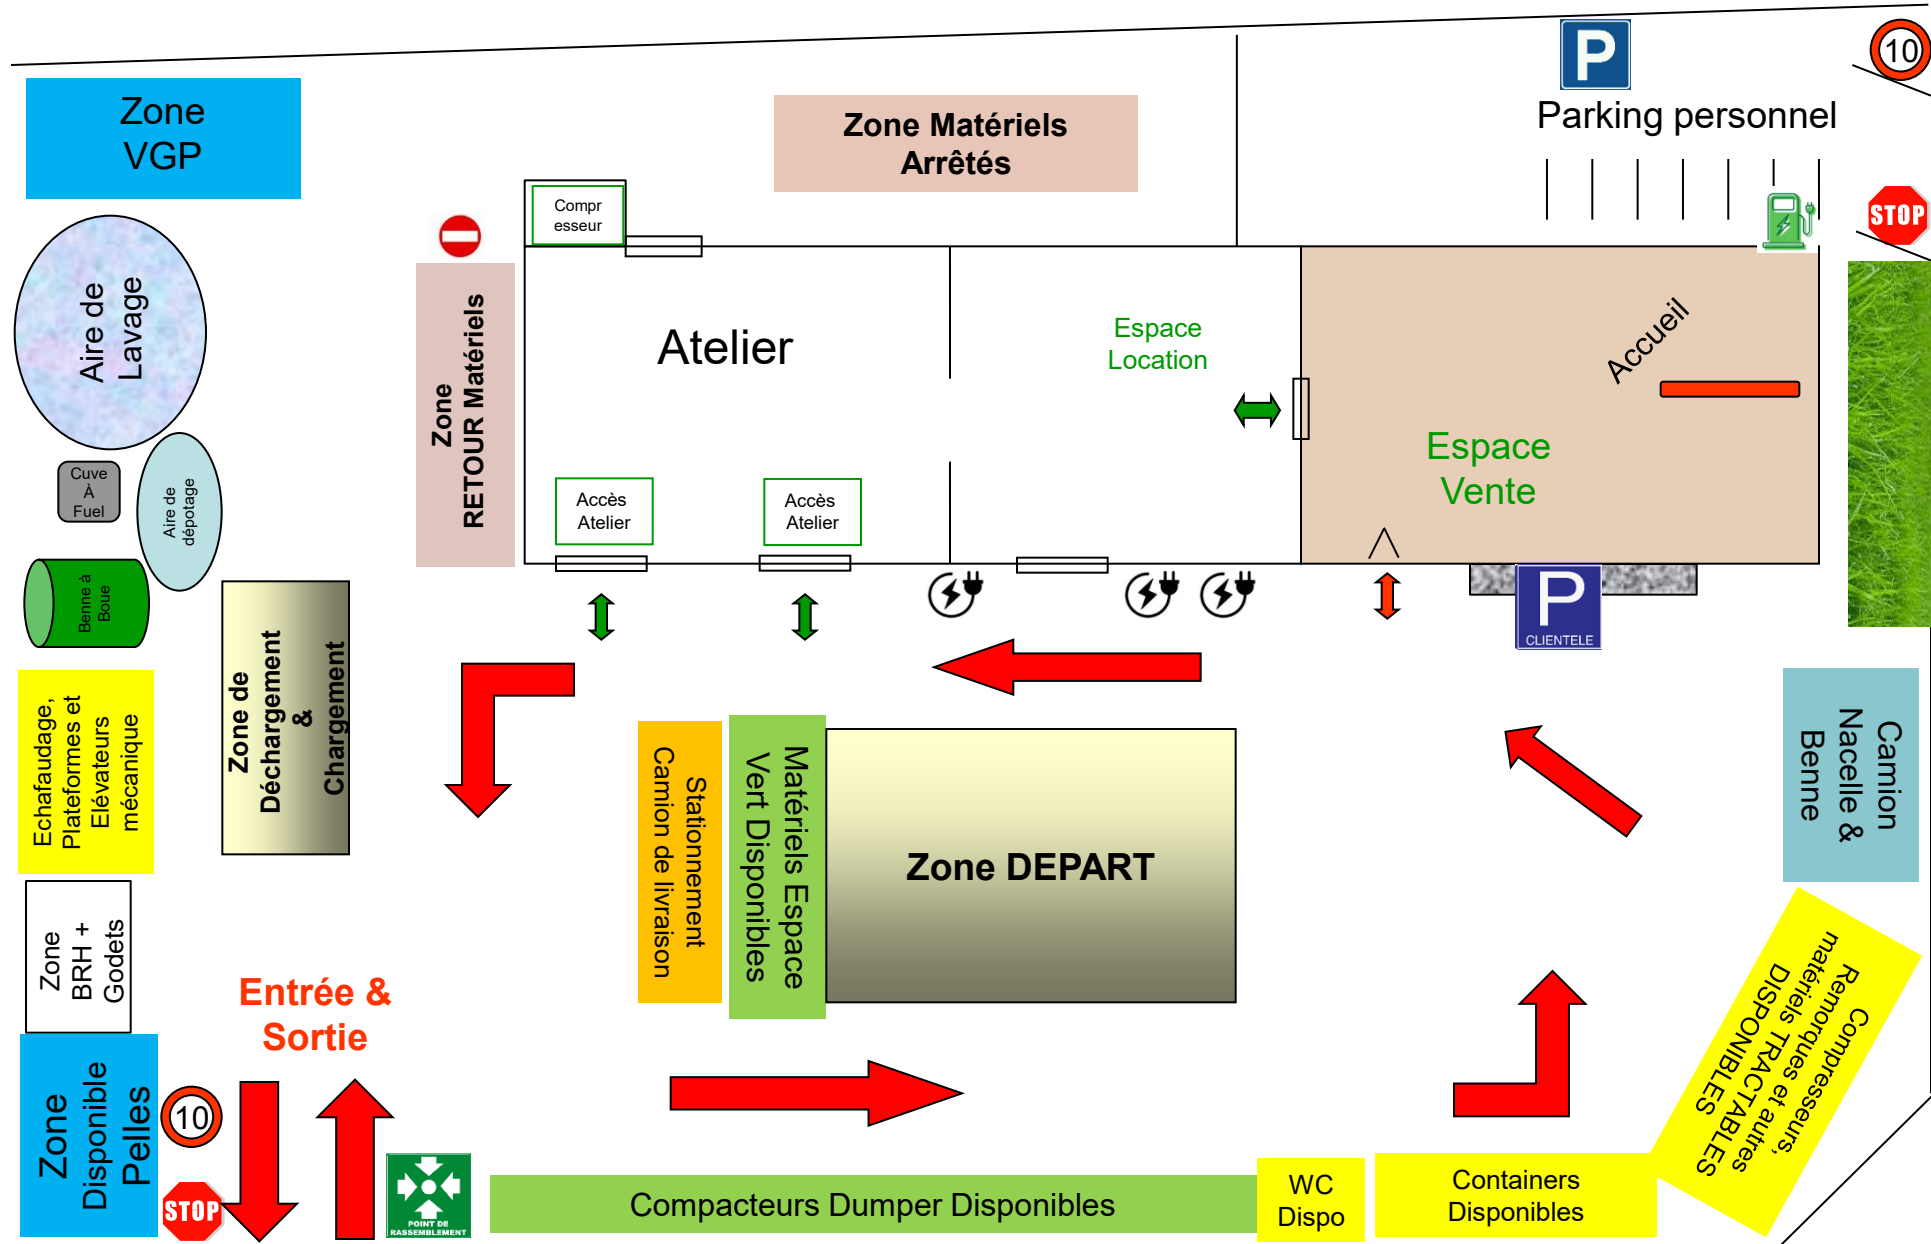 Zone
VGP
Zone Matériels
Arrêtés
P
Parking personnel
10
STOP
Compr
esseur
Aire de
Lavage
Zone
RETOUR Matériels
Atelier
Espace
Location
Accueil
Espace
Vente
Cuve
À
Fuel
Aire de
dépotage
Accès
Atelier
Accès
Atelier
Benne à
Boue
P
CLIENTELE
Zone de
Déchargement
&
Chargement
Echafaudage,
Plateformes et
Elévateurs
mécanique
Stationnement
Camion de livraison
Matériels Espace
Vert Disponibles
Zone DEPART
Camion
Nacelle &
Benne
Zone
BRH +
Godets
Entrée &
Sortie
Compresseurs,
Remorques et autres
matériels TRACTABLES
DISPONIBLES
Zone
Disponible
Pelles
10
STOP
POINT DE
RASSEMBLEMENT
Compacteurs Dumper Disponibles
WC
Dispo
Containers
Disponibles